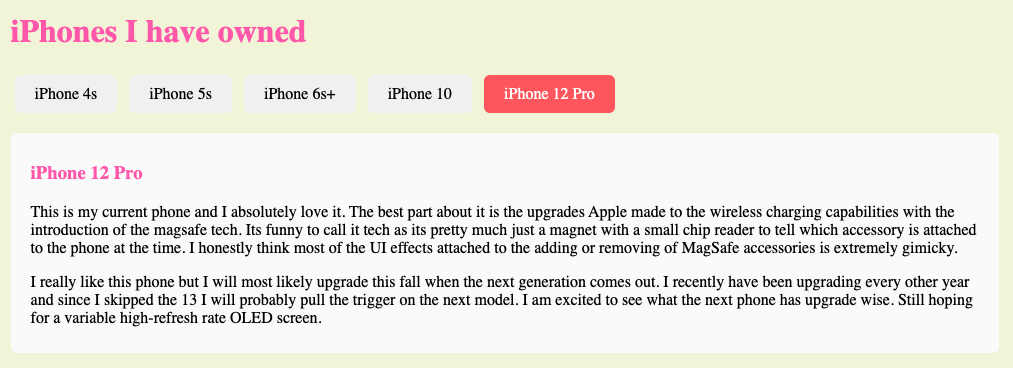 iPhones I have owned
iPhone 4s iPhone 5s iPhone 6s+ iPhone 10 iPhone 12 Pro
iPhone 12 Pro
This is my current phone and I absolutely love it. The best part about it is the upgrades Apple made to the wireless charging capabilities with the
introduction of the magsafe tech. Its funny to call it tech as its pretty much just a magnet with a small chip reader to tell which accessory is attached
to the phone at the time. I honestly think most of the UI effects attached to the adding or removing of MagSafe accessories is extremely gimicky.
I really like this phone but I will most likely upgrade this fall when the next generation comes out. I recently have been upgrading every other year
and since I skipped the 13 I will probably pull the trigger on the next model. I am excited to see what the next phone has upgrade wise. Still hoping
for a variable high-refresh rate OLED screen.